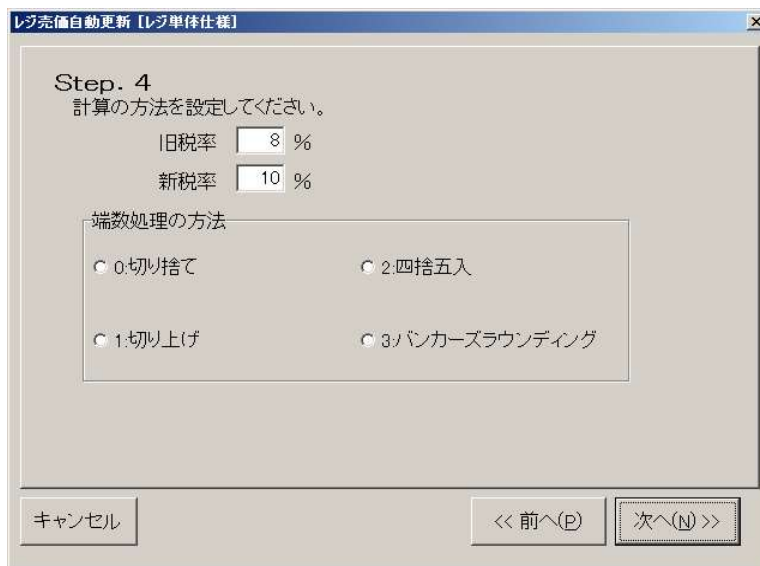 レジ売価自動更新 [レジ単体仕様]
Step. 4
計算の方法を設定してください。
旧税率 8 %
新税率 10 %
端数処理の方法
0:切り捨て 2:四捨五入
1:切り上げ 3:バンカーズラウンディング
キャンセル << 前へ(P) 次へ(N) >>